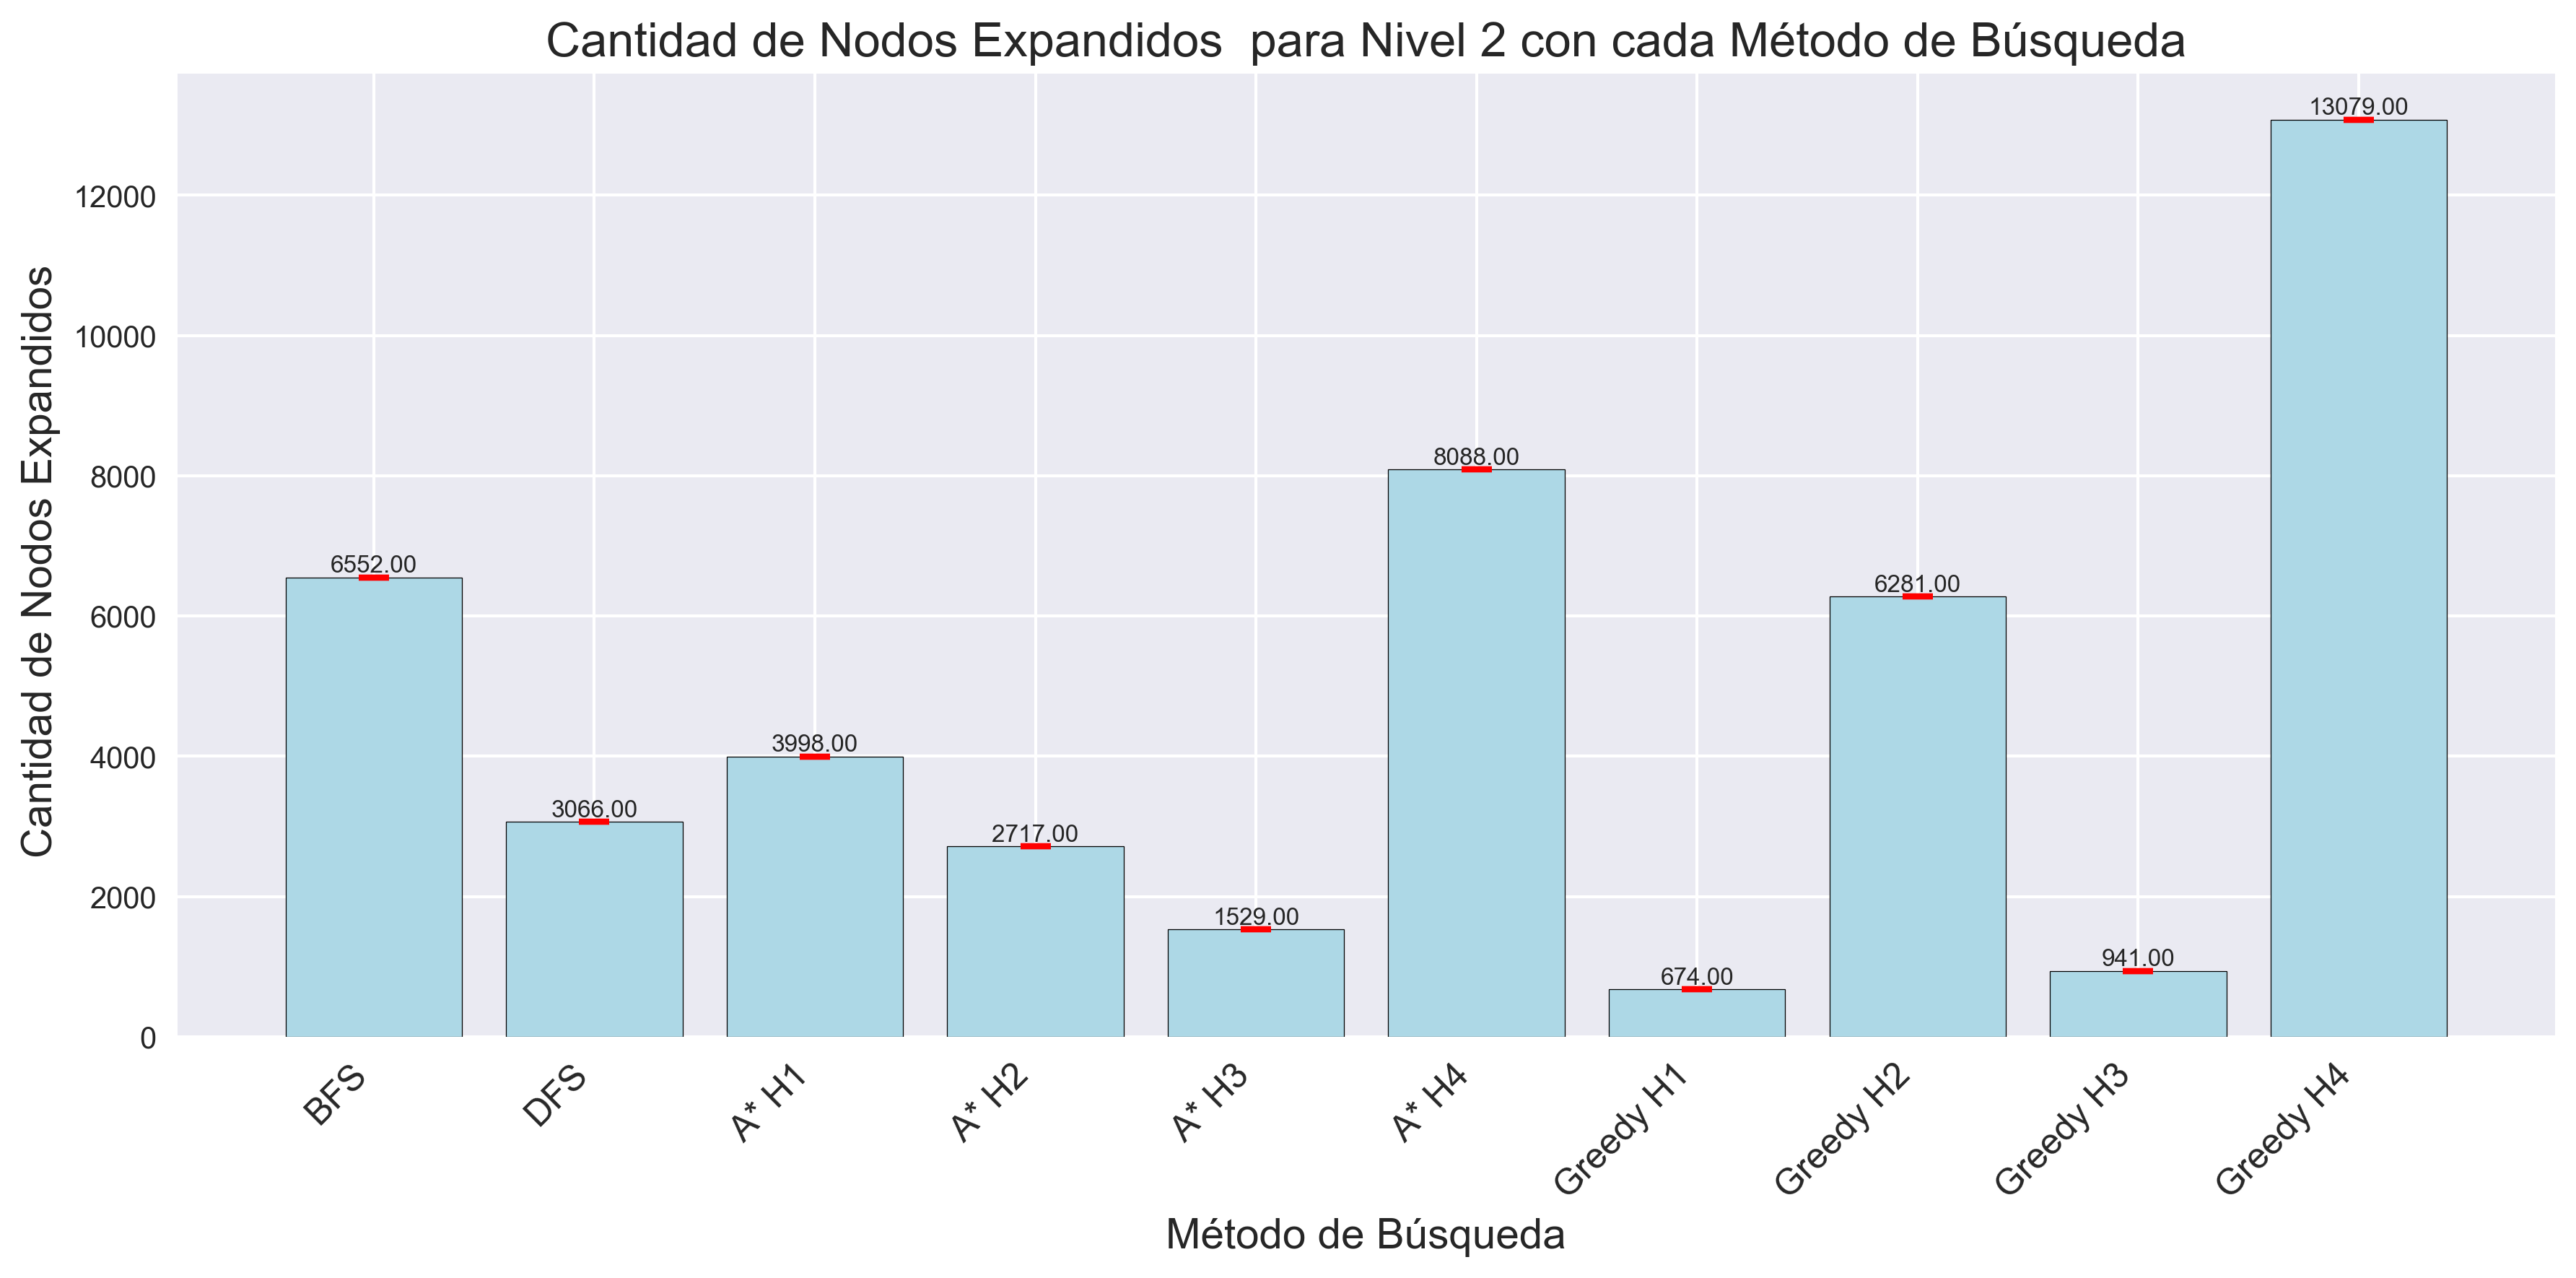 Cantidad de Nodos Expandidos  para Nivel 2 con cada Método de Búsqueda
Cantidad de Nodos Expandidos
12000
10000
8000
6000
4000
2000
0
6552.00
3066.00
3998.00
2717.00
1529.00
8088.00
674.00
6281.00
941.00
13079.00
BFS
DFS
A* H1
A* H2
A* H3
A* H4
Greedy H1
Greedy H2
Greedy H3
Greedy H4
Método de Búsqueda